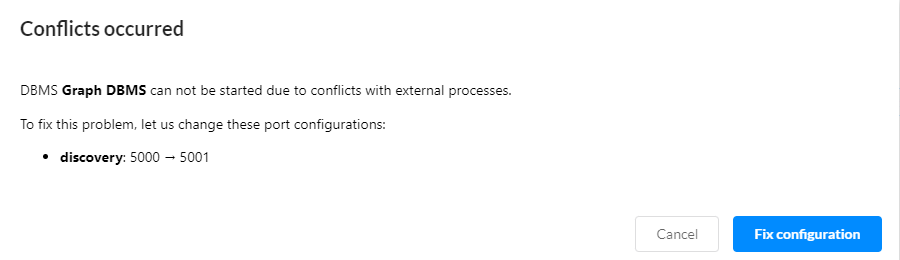 Conflicts occurred
DBMS Graph DBMS can not be started due to conflicts with external processes.
To fix this problem, let us change these port configurations:
• discovery: 5000 → 5001
Cancel
Fix configuration